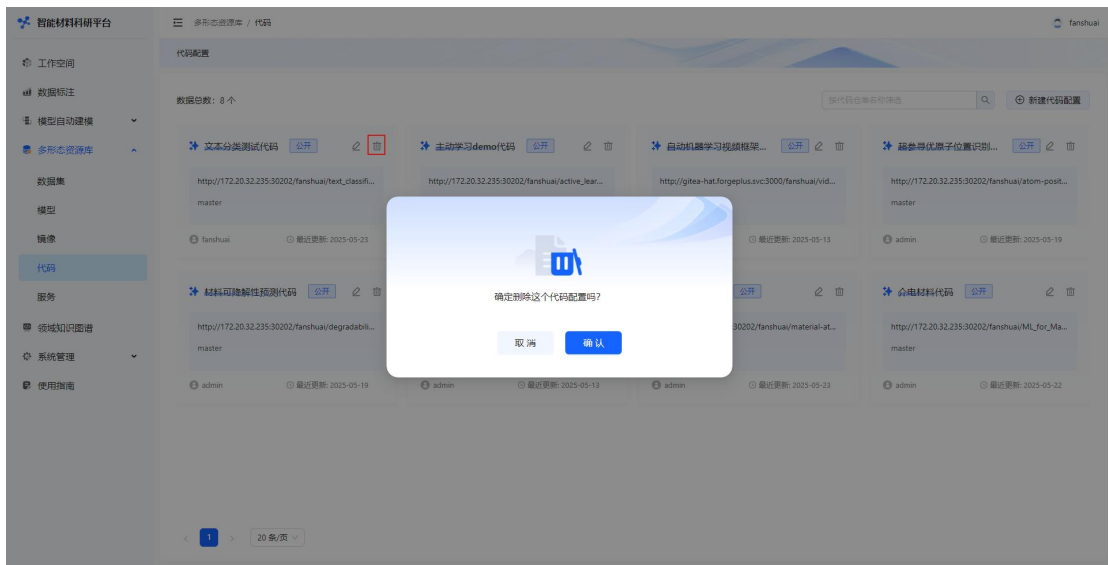 智能材料科研平台
多形态资源库 / 代码
fanshuai
工作空间
数据标注
模型自动建模
多形态资源库
数据集
模型
镜像
代码
服务
领域知识图谱
系统管理
使用指南
代码配置
数据总数：8 个
按代码仓库名称筛选
新建代码配置
文本分类测试代码 公开
http://172.20.32.235:30202/fanshuai/text_classifi...
master
fanshuai 最近更新: 2025-05-23
主动学习demo代码 公开
http://172.20.32.235:30202/fanshuai/active_lear...
自动机器学习视频框架... 公开
http://gitea-hat.forgeplus.svc:3000/fanshuai/vid...
最近更新: 2025-05-13
超参寻优原子位置识别... 公开
http://172.20.32.235:30202/fanshuai/atom-posit...
master
admin 最近更新: 2025-05-19
材料可降解性预测代码 公开
http://172.20.32.235:30202/fanshuai/degradabili...
master
admin 最近更新: 2025-05-19
admin 最近更新: 2025-05-13
公开
30202/fanshuai/material-at...
admin 最近更新: 2025-05-23
合电材料代码 公开
http://172.20.32.235:30202/fanshuai/ML_for_Ma...
master
admin 最近更新: 2025-05-22
确定删除这个代码配置吗?
取 消
确 认
1
20 条/页